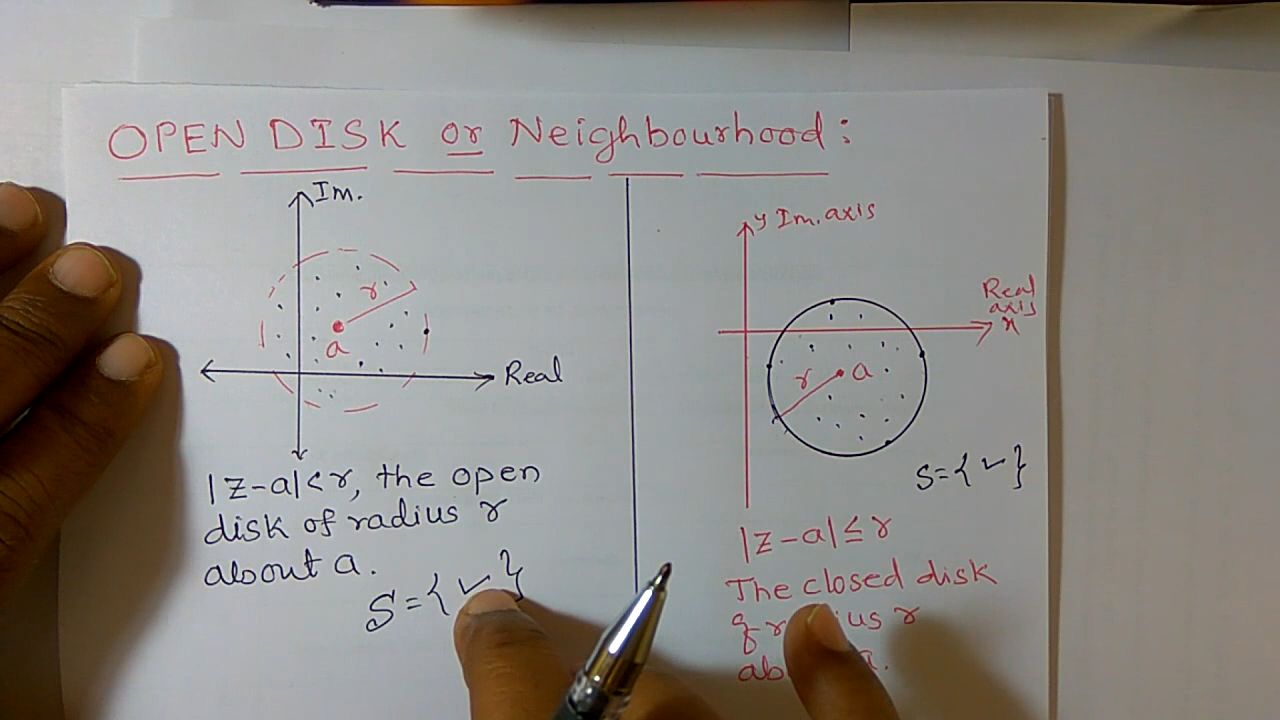 OPEN DISK or Neighbourhood:
Im.
r
a
Real
|z-a|<r, the open
disk of radius r
about a.
S={✓}
y Im. axis
Real
axis
x
r
a
S={✓}
|z-a|≤r
The closed disk
r